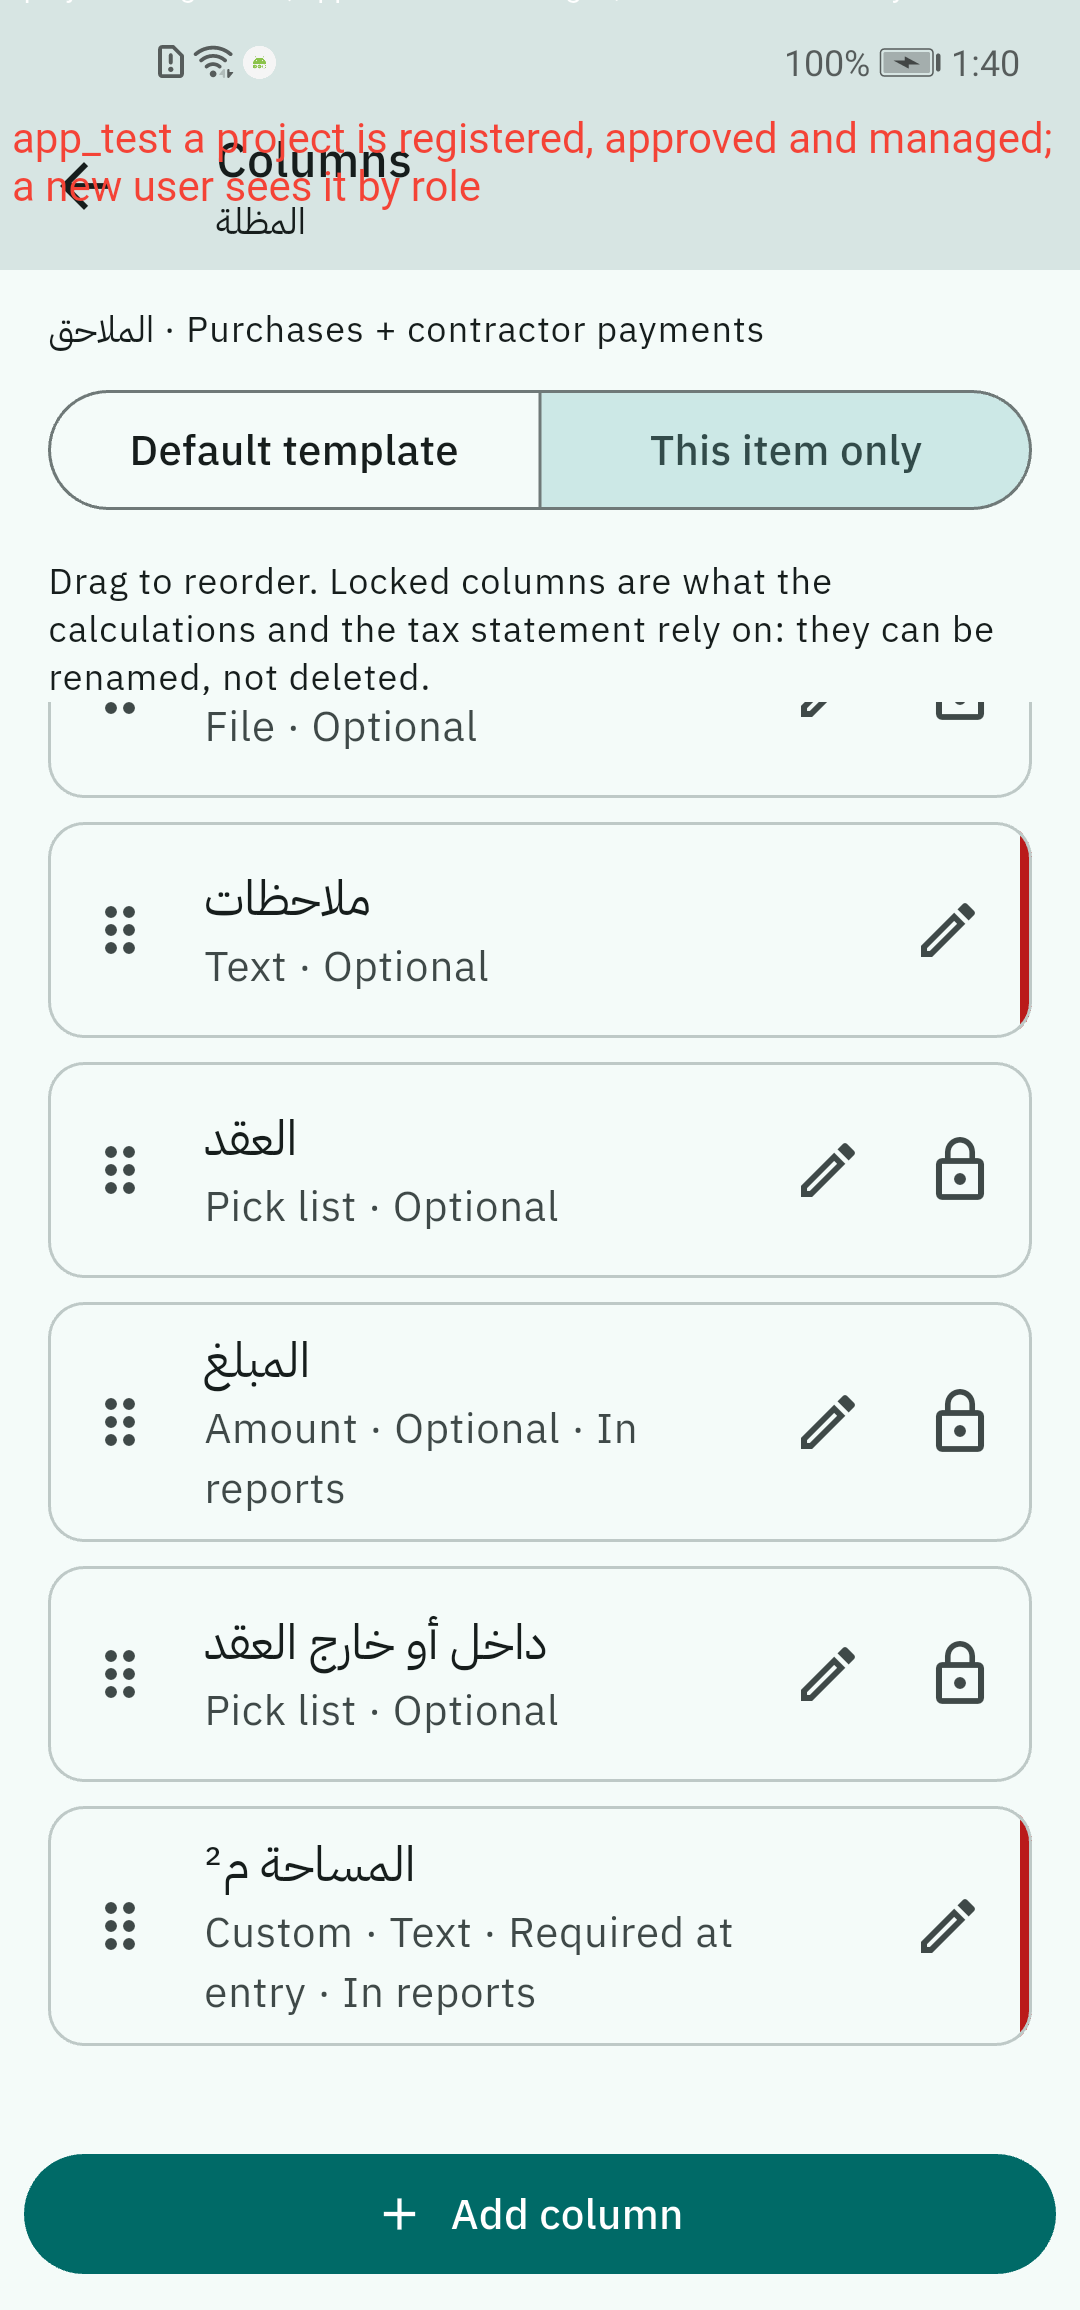 100% 1:40
app_test a project is registered, approved and managed;
a new user sees it by role
Columns
المظلة
الملاحق · Purchases + contractor payments
Default template
This item only
Drag to reorder. Locked columns are what the
calculations and the tax statement rely on: they can be
renamed, not deleted.
File · Optional
ملاحظات
Text · Optional
العقد
Pick list · Optional
المبلغ
Amount · Optional · In
reports
داخل أو خارج العقد
Pick list · Optional
المساحة م²
Custom · Text · Required at
entry · In reports
+ Add column